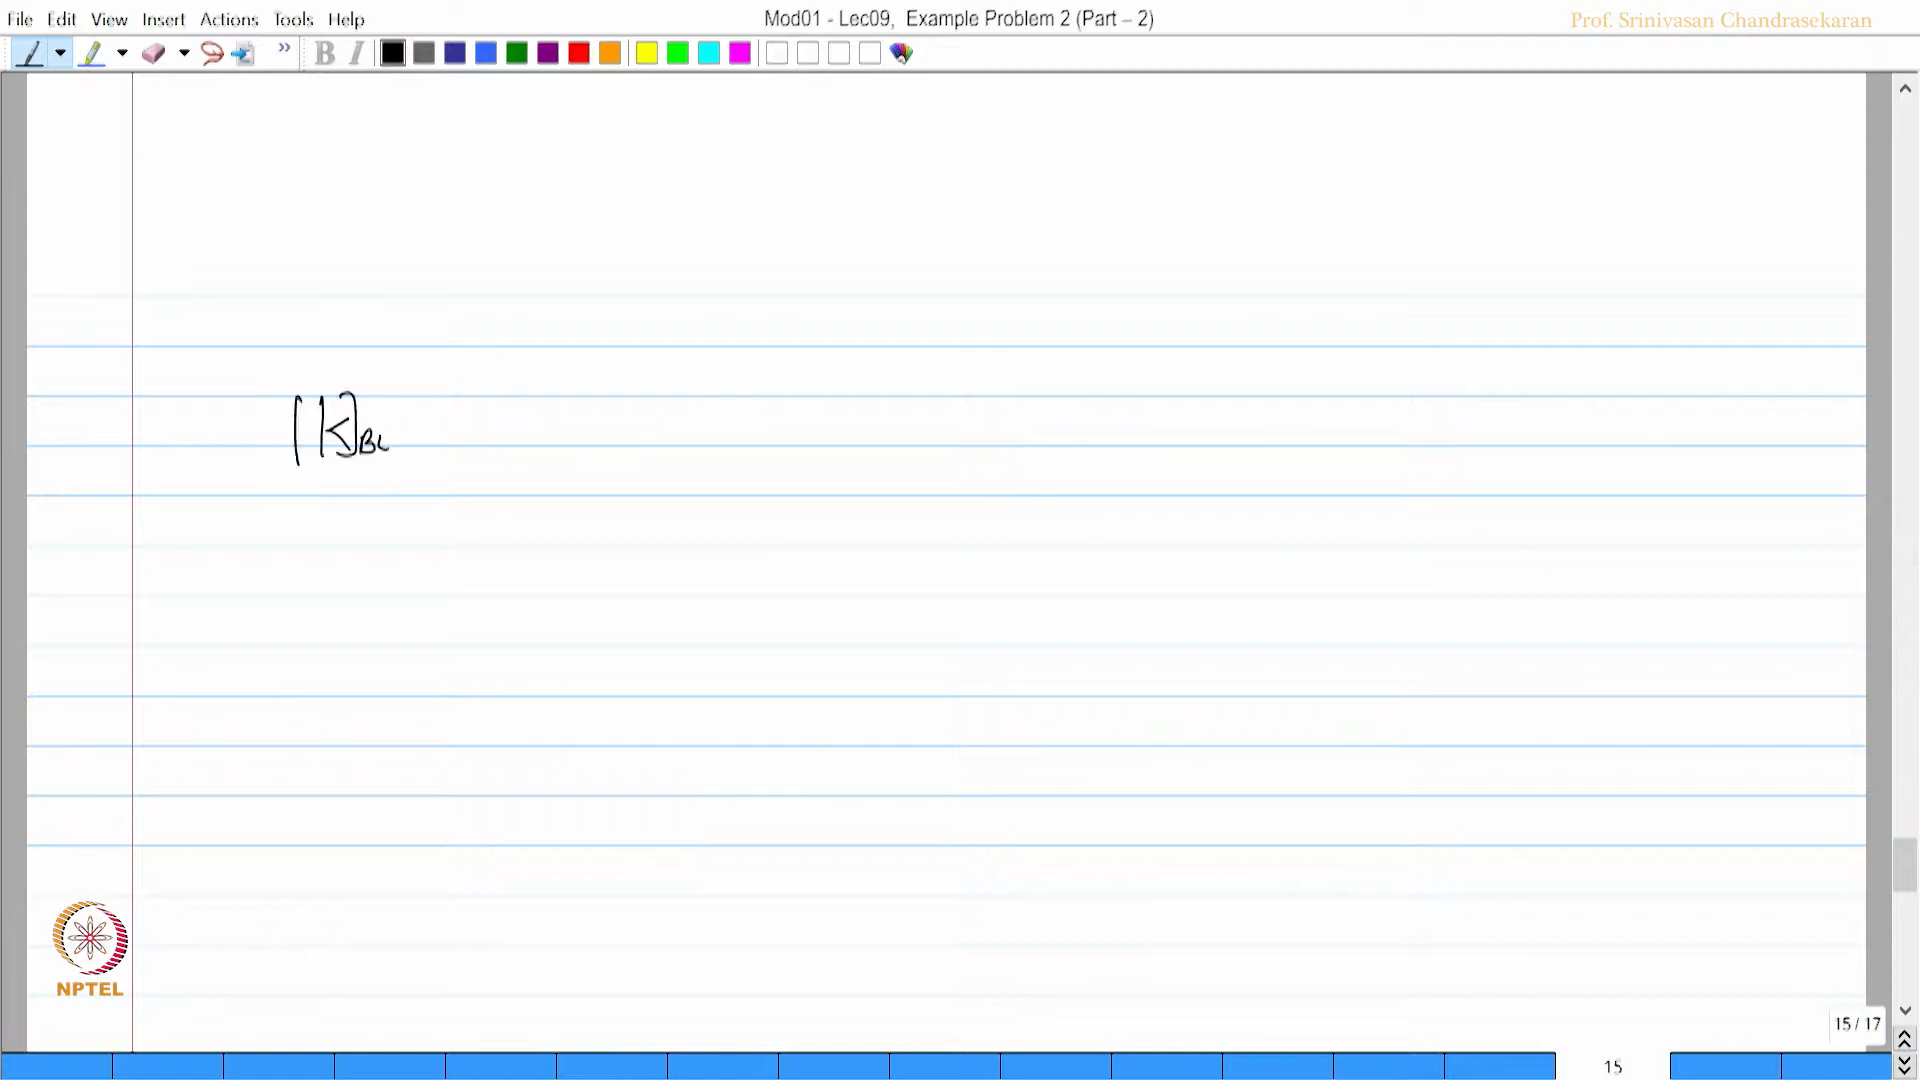 File Edit View Insert Actions Tools Help
Mod01 - Lec09, Example Problem 2 (Part – 2)
Prof. Srinivasan Chandrasekaran
B I
[K]BC
NPTEL
15 / 17
15